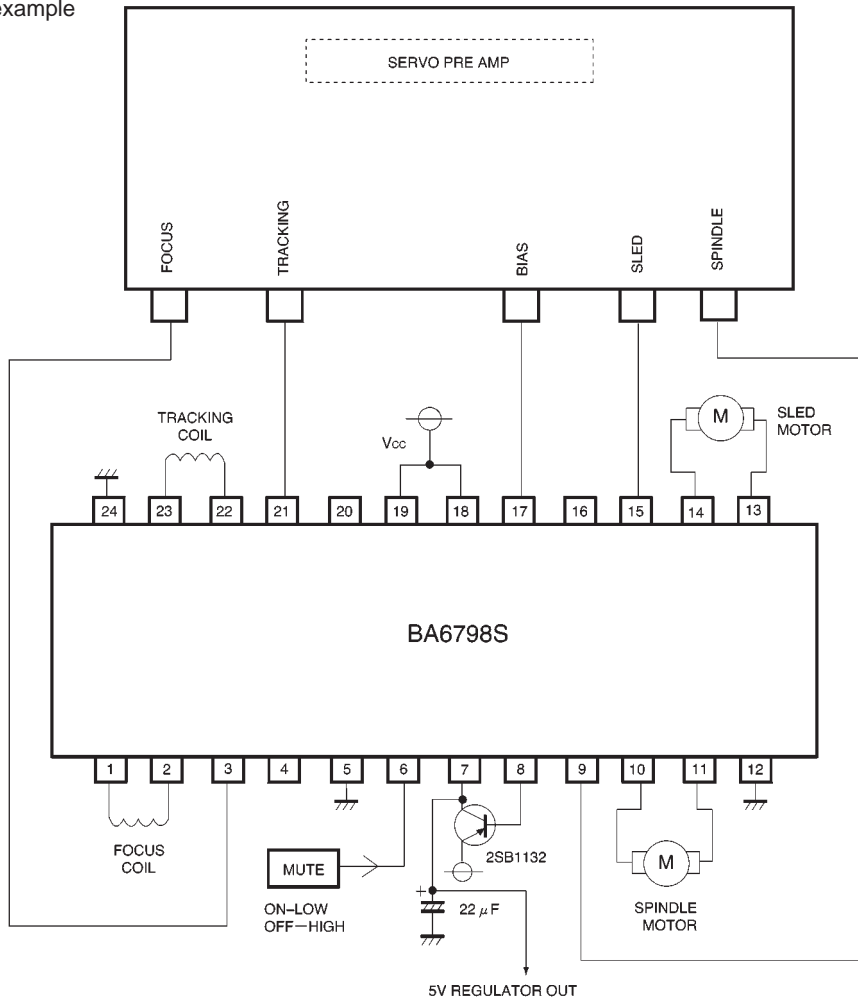 example
SERVO PRE AMP
FOCUS
TRACKING
BIAS
SLED
SPINDLE
TRACKING
COIL
Vcc
M
SLED
MOTOR
24 23 22 21 20 19 18 17 16 15 14 13
BA6798S
1 2 3 4 5 6 7 8 9 10 11 12
FOCUS
COIL
MUTE
ON–LOW
OFF–HIGH
2SB1132
+
22 μF
M
SPINDLE
MOTOR
5V REGULATOR OUT